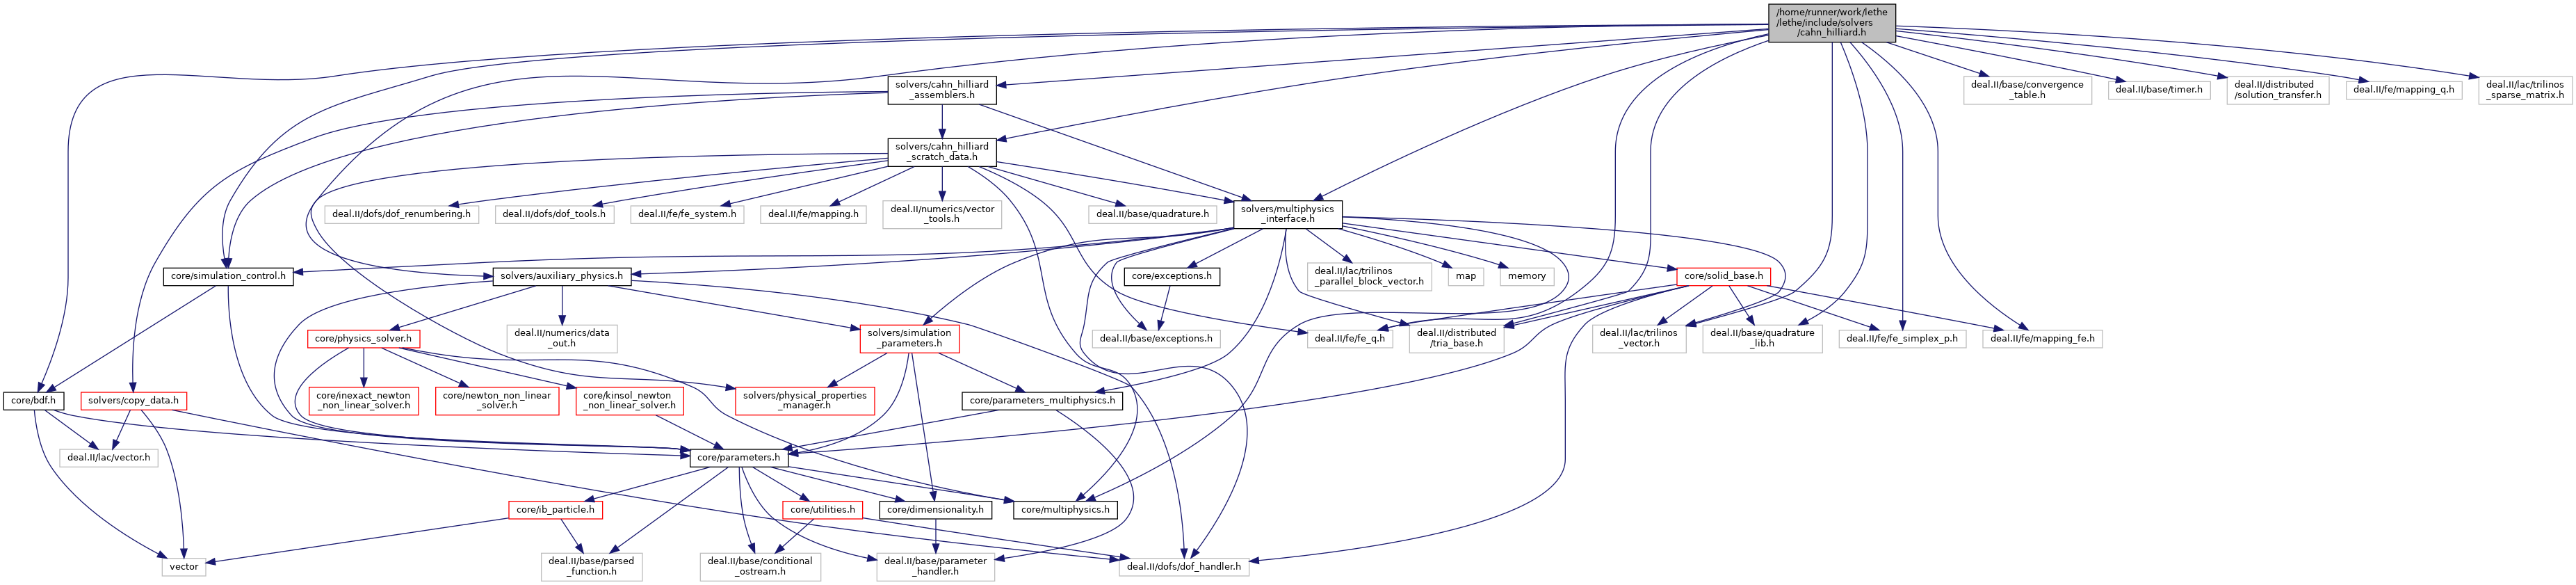 /home/runner/work/lethe
/lethe/include/solvers
/cahn_hilliard.h
solvers/cahn_hilliard
_assemblers.h
deal.II/base/convergence
_table.h
deal.II/base/timer.h
deal.II/distributed
/solution_transfer.h
deal.II/fe/mapping_q.h
deal.II/lac/trilinos
_sparse_matrix.h
solvers/cahn_hilliard
_scratch_data.h
deal.II/dofs/dof_renumbering.h
deal.II/dofs/dof_tools.h
deal.II/fe/fe_system.h
deal.II/fe/mapping.h
deal.II/numerics/vector
_tools.h
deal.II/base/quadrature.h
solvers/multiphysics
_interface.h
core/simulation_control.h
solvers/auxiliary_physics.h
core/exceptions.h
deal.II/lac/trilinos
_parallel_block_vector.h
map
memory
core/solid_base.h
core/physics_solver.h
deal.II/numerics/data
_out.h
solvers/simulation
_parameters.h
deal.II/base/exceptions.h
deal.II/fe/fe_q.h
deal.II/distributed
/tria_base.h
deal.II/lac/trilinos
_vector.h
deal.II/base/quadrature
_lib.h
deal.II/fe/fe_simplex_p.h
deal.II/fe/mapping_fe.h
core/bdf.h
solvers/copy_data.h
core/inexact_newton
_non_linear_solver.h
core/newton_non_linear
_solver.h
core/kinsol_newton
_non_linear_solver.h
solvers/physical_properties
_manager.h
core/parameters_multiphysics.h
deal.II/lac/vector.h
core/parameters.h
core/ib_particle.h
core/utilities.h
core/dimensionality.h
core/multiphysics.h
vector
deal.II/base/parsed
_function.h
deal.II/base/conditional
_ostream.h
deal.II/base/parameter
_handler.h
deal.II/dofs/dof_handler.h